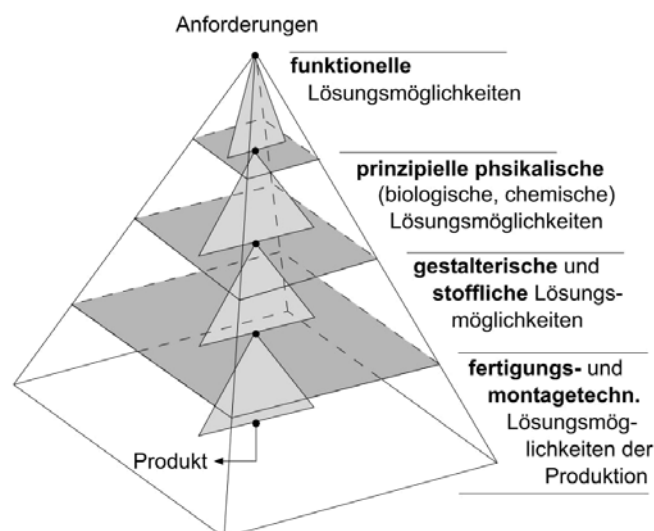 Anforderungen
funktionelle
Lösungsmöglichkeiten
prinzipielle phsikalische
(biologische, chemische)
Lösungsmöglichkeiten
gestalterische und
stoffliche Lösungs-
möglichkeiten
fertigungs- und
montagetechn.
Lösungsmög-
lichkeiten der
Produktion
Produkt